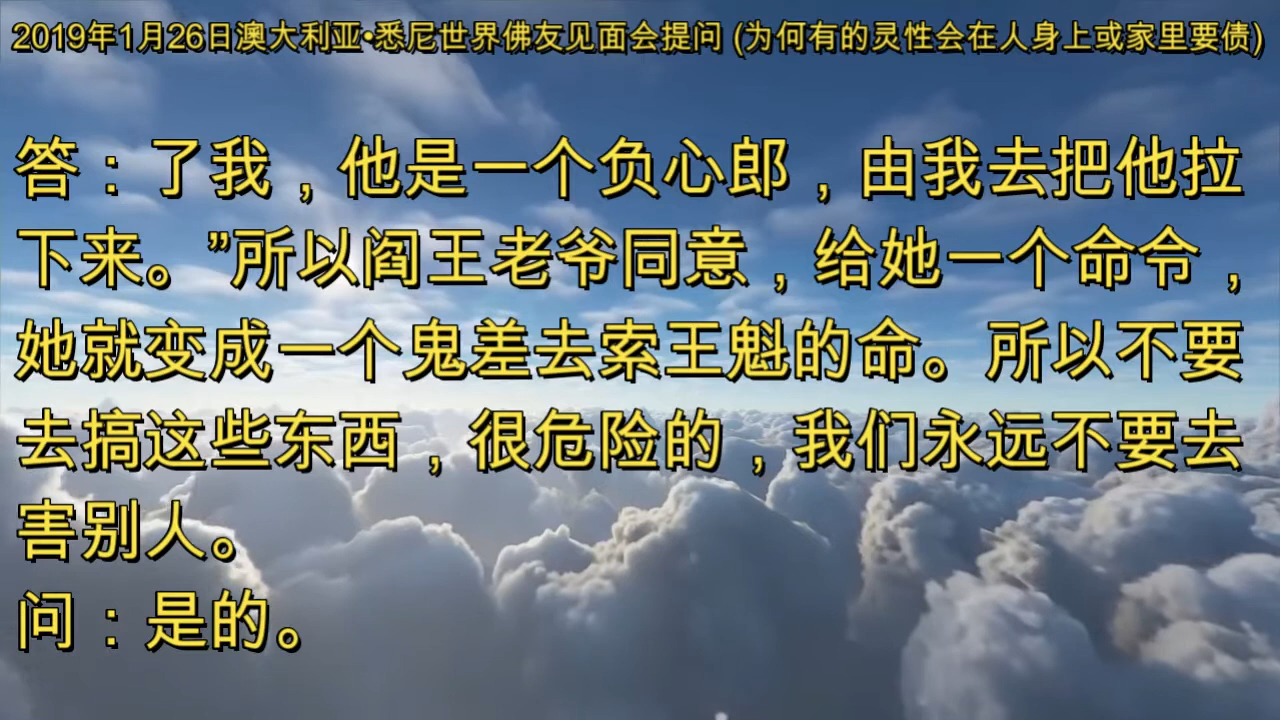 2019年1月26日澳大利亚•悉尼世界佛友见面会提问 (为何有的灵性会在人身上或家里要债)
答：了我，他是一个负心郎，由我去把他拉
下来。”所以阎王老爷同意，给她一个命令，
她就变成一个鬼差去索王魁的命。所以不要
去搞这些东西，很危险的，我们永远不要去
害别人。
问：是的。